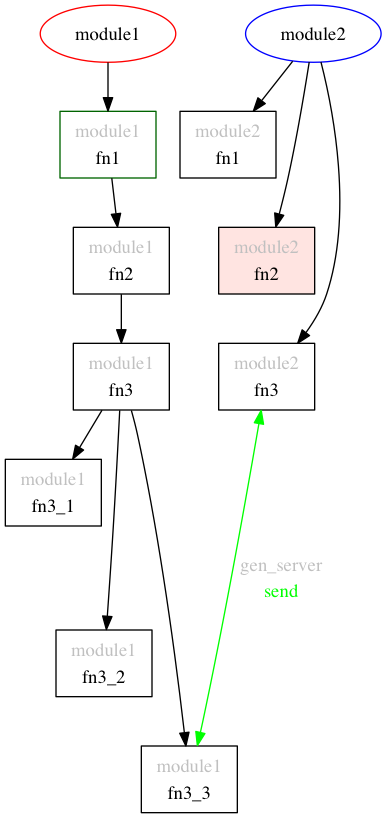 module1
module2
module1
fn1
module2
fn1
module1
fn2
module2
fn2
module1
fn3
module2
fn3
module1
fn3_1
gen_server
send
module1
fn3_2
module1
fn3_3